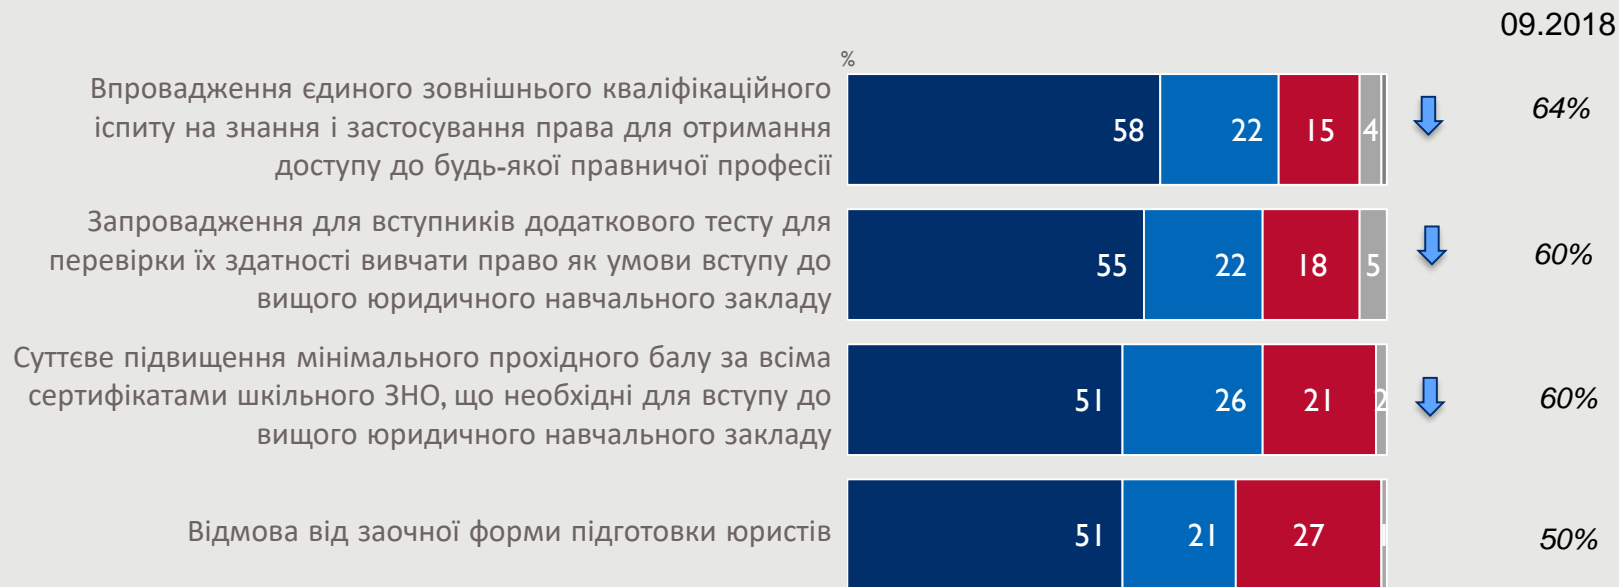 09.2018
%
Впровадження єдиного зовнішнього кваліфікаційного
іспиту на знання і застосування права для отримання
доступу до будь-якої правничої професії
58 22 15 4
64%
Запровадження для вступників додаткового тесту для
перевірки їх здатності вивчати право як умови вступу до
вищого юридичного навчального закладу
55 22 18 5
60%
Суттєве підвищення мінімального прохідного балу за всіма
сертифікатами шкільного ЗНО, що необхідні для вступу до
вищого юридичного навчального закладу
51 26 21 2
60%
Відмова від заочної форми підготовки юристів
51 21 27 1
50%